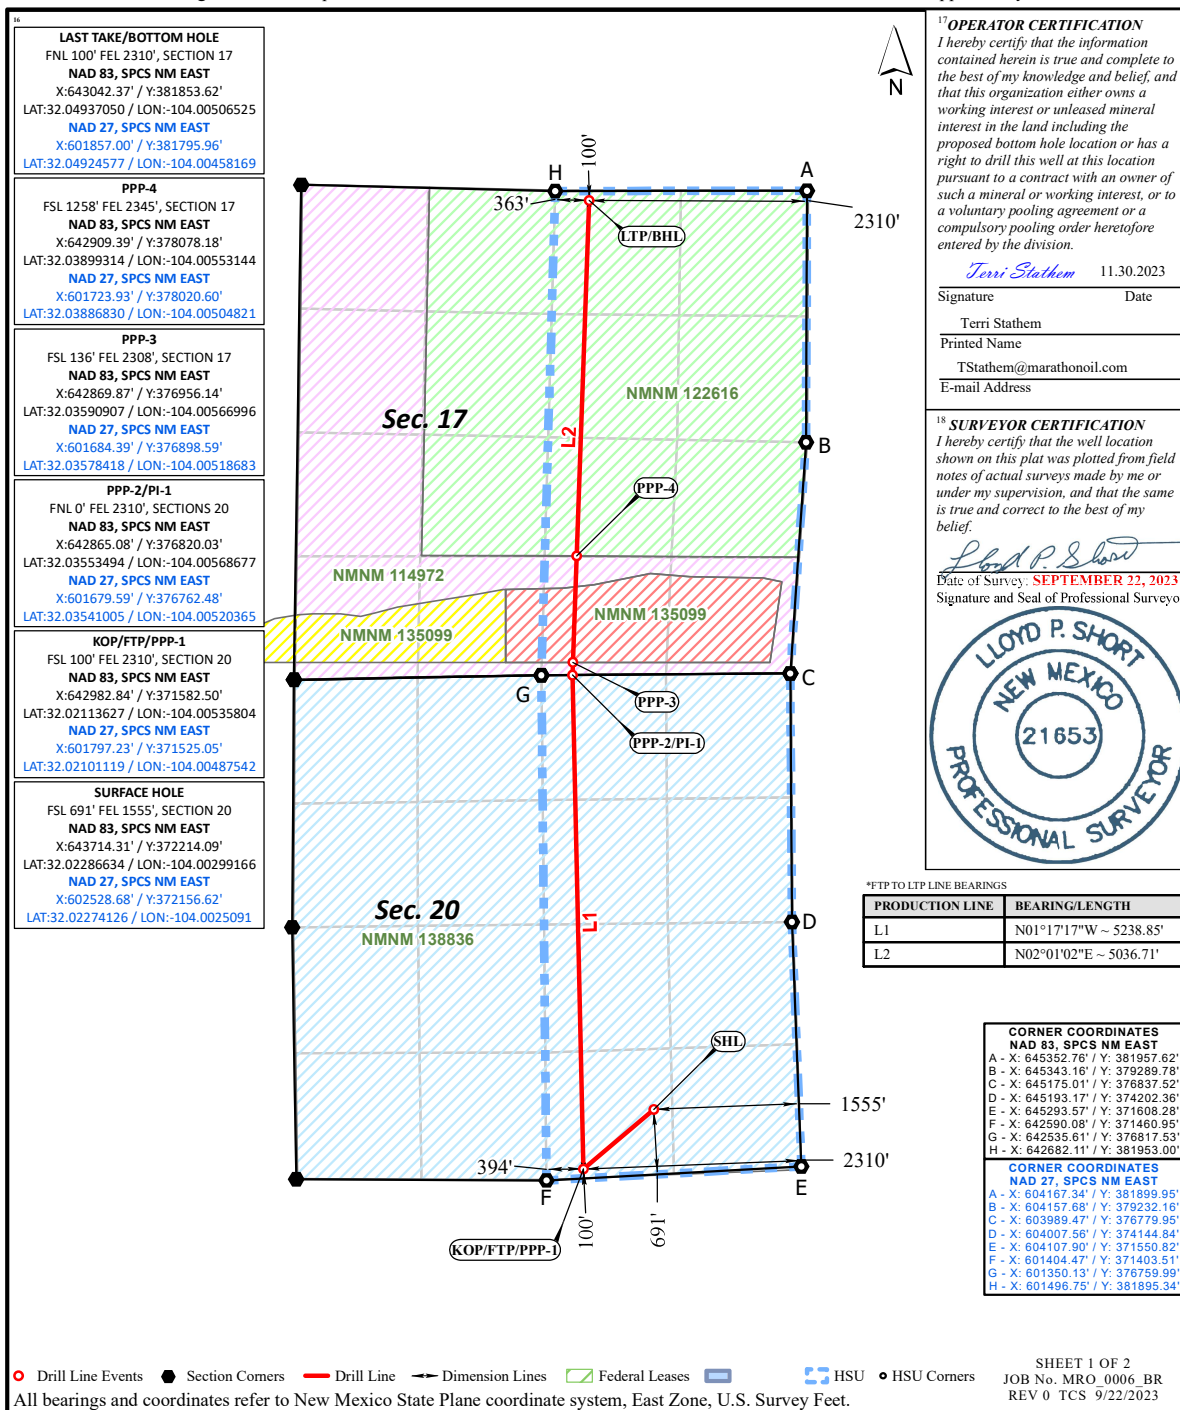 16
LAST TAKE/BOTTOM HOLE
FNL 100' FEL 2310', SECTION 17
NAD 83, SPCS NM EAST
X:643042.37' / Y:381853.62'
LAT:32.04937050 / LON:-104.00506525
NAD 27, SPCS NM EAST
X:601857.00' / Y:381795.96'
LAT:32.04924577 / LON:-104.00458169
PPP-4
FSL 1258' FEL 2345', SECTION 17
NAD 83, SPCS NM EAST
X:642909.39' / Y:378078.18'
LAT:32.03899314 / LON:-104.00553144
NAD 27, SPCS NM EAST
X:601723.93' / Y:378020.60'
LAT:32.03886830 / LON:-104.00504821
PPP-3
FSL 136' FEL 2308', SECTION 17
NAD 83, SPCS NM EAST
X:642869.87' / Y:376956.14'
LAT:32.03590907 / LON:-104.00566996
NAD 27, SPCS NM EAST
X:601684.39' / Y:376898.59'
LAT:32.03578418 / LON:-104.00518683
PPP-2/PI-1
FNL 0' FEL 2310', SECTIONS 20
NAD 83, SPCS NM EAST
X:642865.08' / Y:376820.03'
LAT:32.03553494 / LON:-104.00568677
NAD 27, SPCS NM EAST
X:601679.59' / Y:376762.48'
LAT:32.03541005 / LON:-104.00520365
KOP/FTP/PPP-1
FSL 100' FEL 2310', SECTION 20
NAD 83, SPCS NM EAST
X:642982.84' / Y:371582.50'
LAT:32.02113627 / LON:-104.00535804
NAD 27, SPCS NM EAST
X:601797.23' / Y:371525.05'
LAT:32.02101119 / LON:-104.00487542
SURFACE HOLE
FSL 691' FEL 1555', SECTION 20
NAD 83, SPCS NM EAST
X:643714.31' / Y:372214.09'
LAT:32.02286634 / LON:-104.00299166
NAD 27, SPCS NM EAST
X:602528.68' / Y:372156.62'
LAT:32.02274126 / LON:-104.0025091
N
100'
H
A
363'
2310'
LTP/BHL
NMNM 122616
Sec. 17
L2
B
PPP-4
NMNM 114972
NMNM 135099
NMNM 135099
G
C
PPP-3
PPP-2/PI-1
Sec. 20
NMNM 138836
L1
D
SHL
1555'
394'
2310'
F
E
100'
691'
KOP/FTP/PPP-1
17 OPERATOR CERTIFICATION
I hereby certify that the information
contained herein is true and complete to
the best of my knowledge and belief, and
that this organization either owns a
working interest or unleased mineral
interest in the land including the
proposed bottom hole location or has a
right to drill this well at this location
pursuant to a contract with an owner of
such a mineral or working interest, or to
a voluntary pooling agreement or a
compulsory pooling order heretofore
entered by the division.
Terri Stathem 11.30.2023
Signature Date
Terri Stathem
Printed Name
TStathem@marathonoil.com
E-mail Address
18 SURVEYOR CERTIFICATION
I hereby certify that the well location
shown on this plat was plotted from field
notes of actual surveys made by me or
under my supervision, and that the same
is true and correct to the best of my
belief.
Lloyd P. Short
Date of Survey: SEPTEMBER 22, 2023
Signature and Seal of Professional Surveyo
LLOYD P. SHORT
NEW MEXICO
21653
PROFESSIONAL SURVEYOR
*FTP TO LTP LINE BEARINGS
PRODUCTION LINE BEARING/LENGTH
L1 N01°17'17"W ~ 5238.85'
L2 N02°01'02"E ~ 5036.71'
CORNER COORDINATES
NAD 83, SPCS NM EAST
A - X: 645352.76' / Y: 381957.62'
B - X: 645343.16' / Y: 379289.78'
C - X: 645175.01' / Y: 376837.52'
D - X: 645193.17' / Y: 374202.36'
E - X: 645293.57' / Y: 371608.28'
F - X: 642590.08' / Y: 371460.95'
G - X: 642535.61' / Y: 376817.53'
H - X: 642682.11' / Y: 381953.00'
CORNER COORDINATES
NAD 27, SPCS NM EAST
A - X: 604167.34' / Y: 381899.95'
B - X: 604157.68' / Y: 379232.16'
C - X: 603989.47' / Y: 376779.95'
D - X: 604007.56' / Y: 374144.84'
E - X: 604107.90' / Y: 371550.82'
F - X: 601404.47' / Y: 371403.51'
G - X: 601350.13' / Y: 376759.99'
H - X: 601496.75' / Y: 381895.34'
Drill Line Events Section Corners Drill Line Dimension Lines Federal Leases HSU HSU Corners
All bearings and coordinates refer to New Mexico State Plane coordinate system, East Zone, U.S. Survey Feet.
SHEET 1 OF 2
JOB No. MRO_0006_BR
REV 0 TCS 9/22/2023